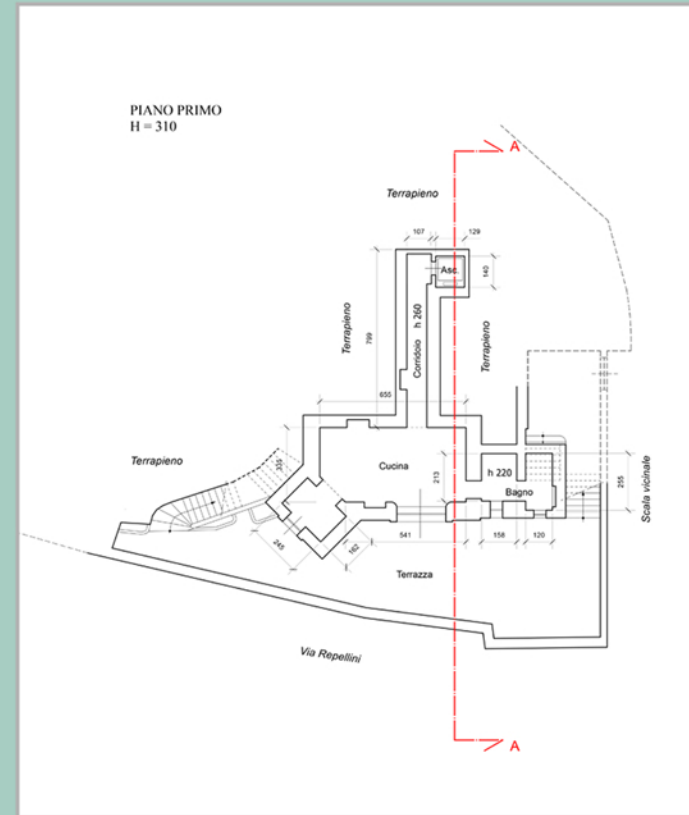 PIANO PRIMO
H = 310
A
Terrapieno
107
129
Asc.
140
Terrapieno
799
Corridoio h 260
Terrapieno
655
Terrapieno
335
Cucina
213
h 220
Bagno
255
Scala vicinale
245
162
541
158
120
Terrazza
Via Repellini
A